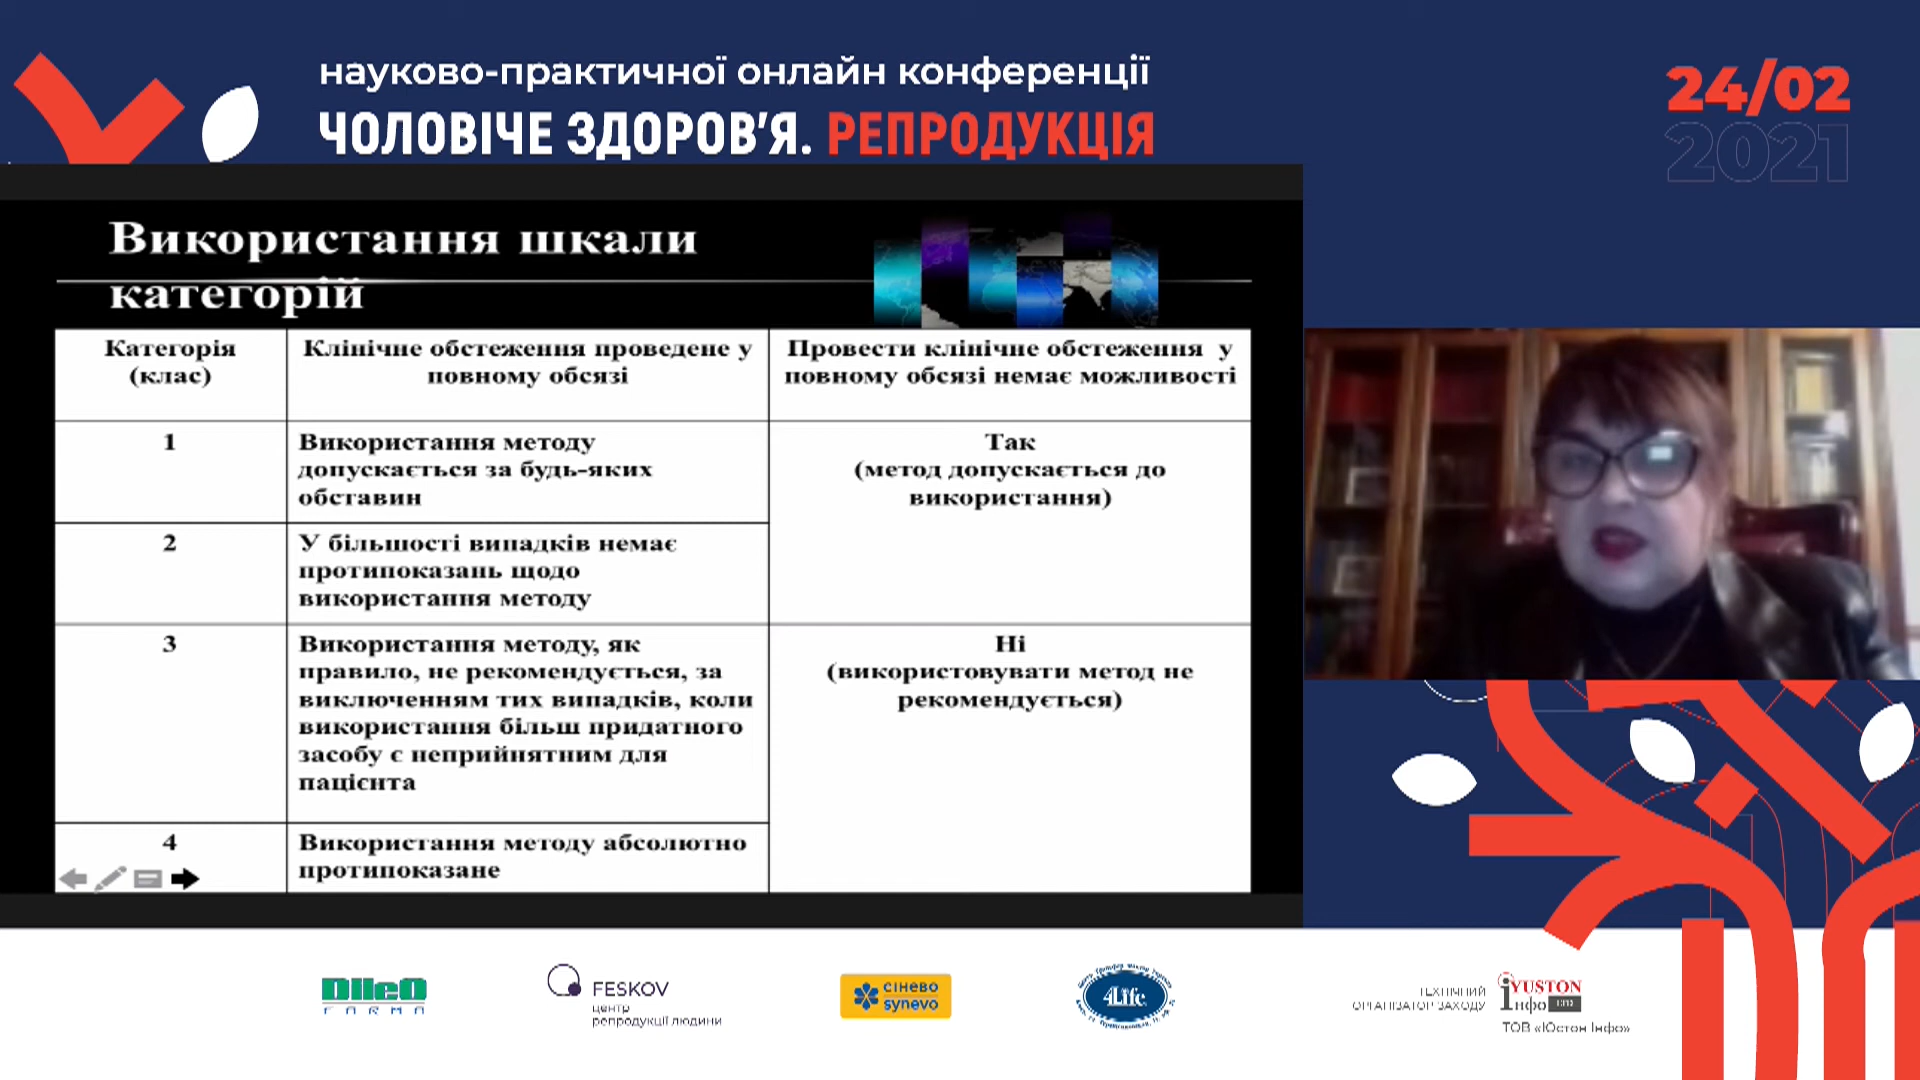 науково-практичної онлайн конференції
ЧОЛОВІЧЕ ЗДОРОВ'Я. РЕПРОДУКЦІЯ
24/02
2021
Використання шкали
категорій
Категорія
(клас)
Клінічне обстеження проведене у
повному обсязі
Провести клінічне обстеження у
повному обсязі немає можливості
1
Використання методу
допускається за будь-яких
обставин
Так
(метод допускається до
використання)
2
У більшості випадків немає
протипоказань щодо
використання методу
3
Використання методу, як
правило, не рекомендується, за
виключенням тих випадків, коли
використання більш придатного
засобу є неприйнятним для
пацієнта
Ні
(використовувати метод не
рекомендується)
4
Використання методу абсолютно
протипоказане
DileO
FARMA
FESKOV
центр
репродукції людини
сінево
synevo
4Life
ТЕХНІЧНИЙ
ОРГАНІЗАТОР ЗАХОДУ
YUSTON
Інфо
ТОВ «Юстон Інфо»